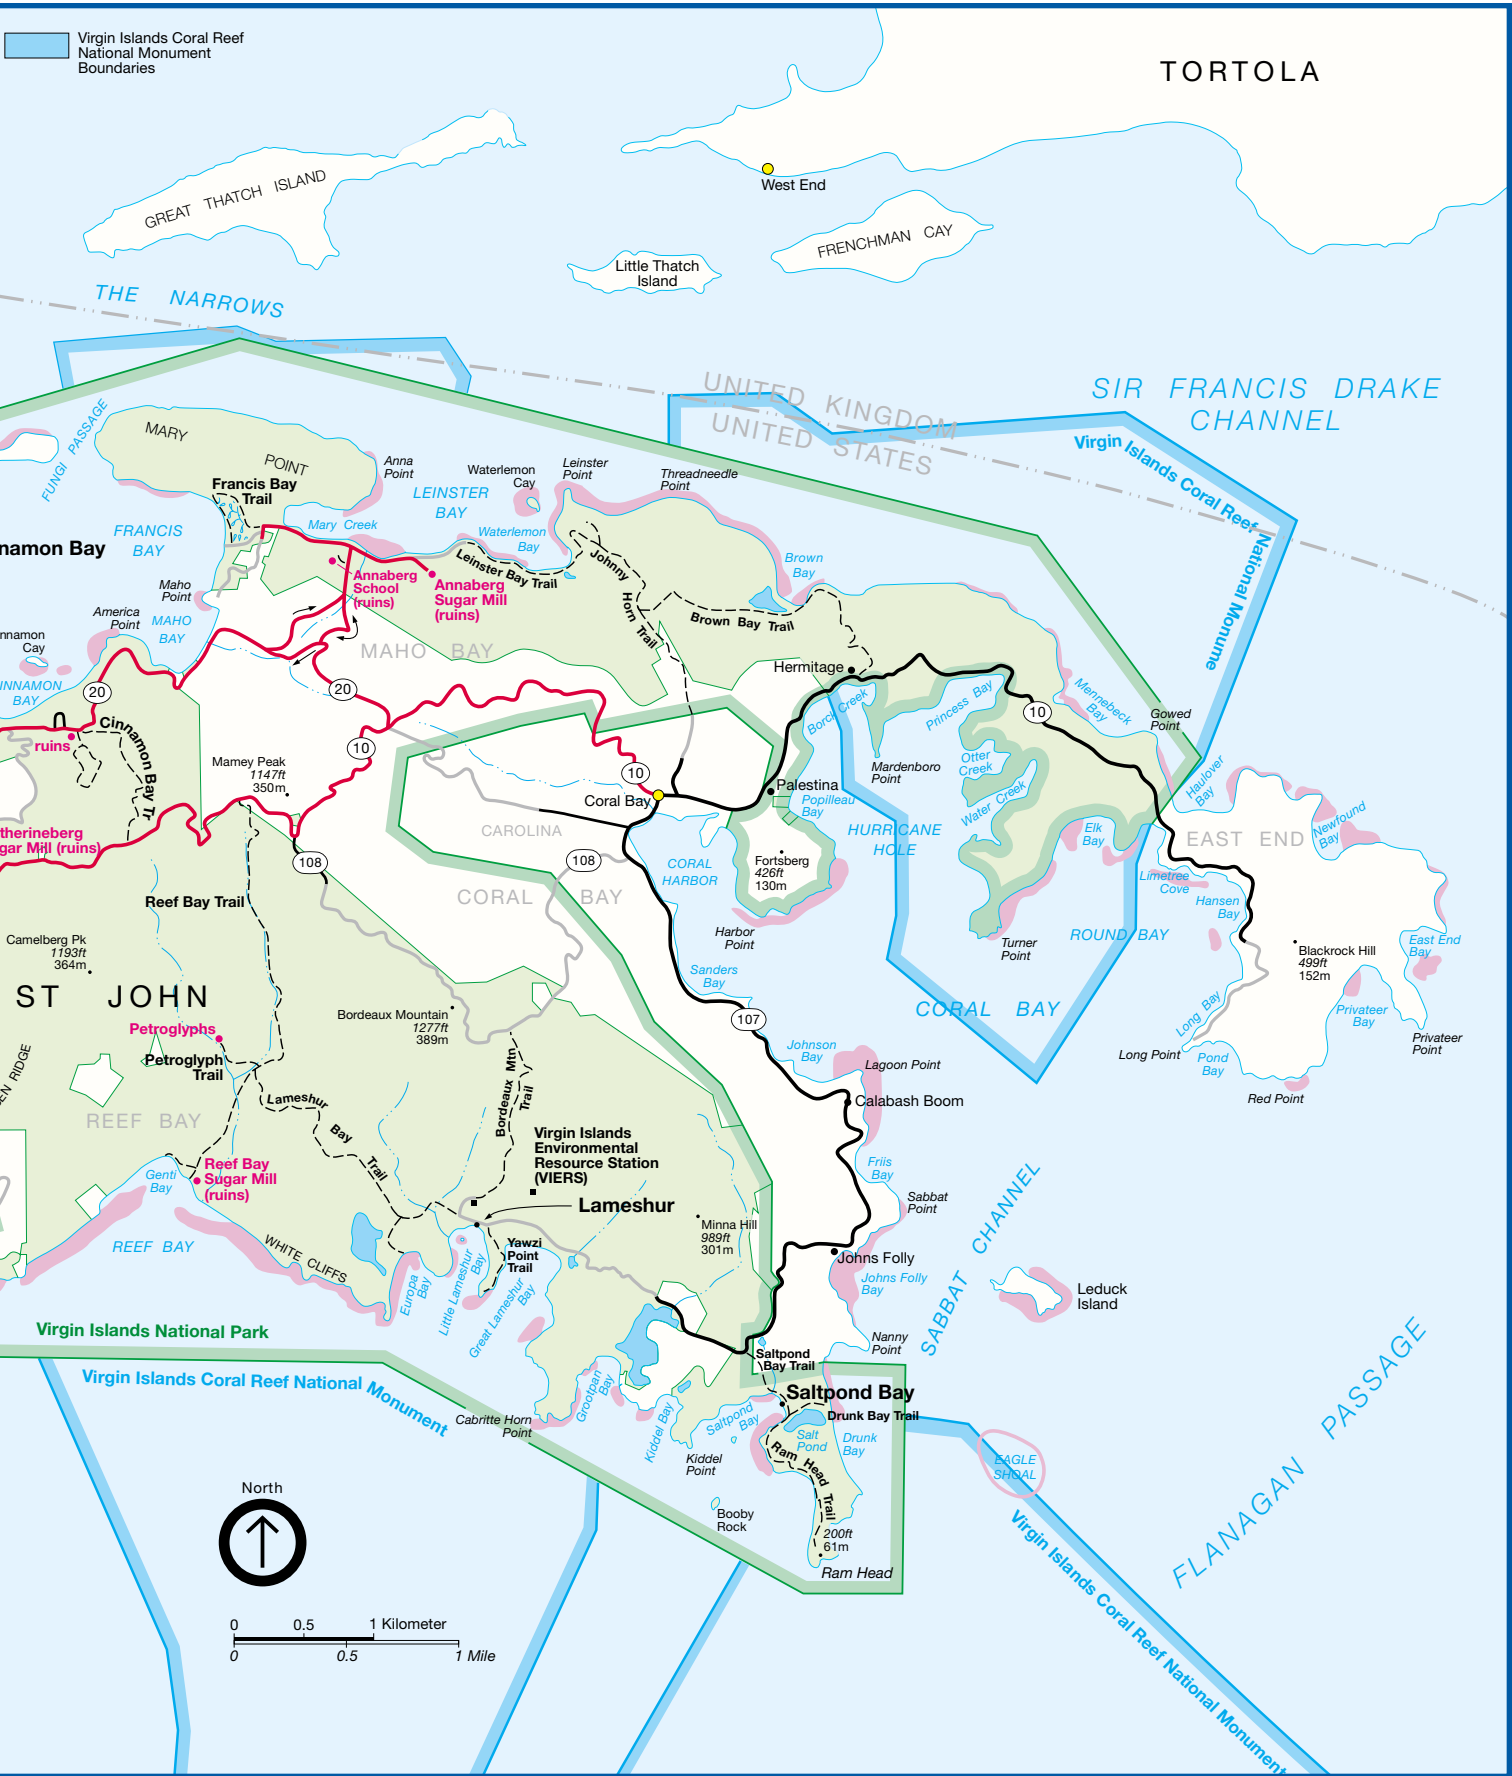 Virgin Islands Coral Reef
National Monument
Boundaries
TORTOLA
GREAT THATCH ISLAND
West End
FRENCHMAN CAY
Little Thatch
Island
THE NARROWS
UNITED KINGDOM
UNITED STATES
SIR FRANCIS DRAKE
CHANNEL
Virgin Islands Coral Reef National Monume
FUNGI PASSAGE
MARY
POINT
Anna
Point
Francis Bay
Trail
LEINSTER
BAY
Waterlemon
Cay
Leinster
Point
Threadneedle
Point
Mary Creek
Waterlemon
Bay
FRANCIS
BAY
namon Bay
Leinster Bay Trail
Johnny
Horn Trail
Brown
Bay
Brown Bay Trail
Annaberg
School
(ruins)
Annaberg
Sugar Mill
(ruins)
Maho
Point
America
Point
MAHO
BAY
nnamon
Cay
INNAMON
BAY
MAHO BAY
Hermitage
20
20
10
10
10
Borck Creek
Princess Bay
Mennebeck
Bay
Gowed
Point
ruins
Cinnamon Bay Tr
Mamey Peak
1147ft
350m
Coral Bay
Palestina
Popilleau
Bay
Mardenboro
Point
Otter
Creek
Water Creek
Haulover
Bay
Newfound
Bay
EAST END
therineberg
gar Mill (ruins)
CAROLINA
108
108
HURRICANE
HOLE
Elk
Bay
CORAL
HARBOR
Fortsberg
426ft
130m
Limetree
Cove
Hansen
Bay
Reef Bay Trail
CORAL BAY
Harbor
Point
Turner
Point
ROUND BAY
Camelberg Pk
1193ft
364m
Blackrock Hill
499ft
152m
East End
Bay
Sanders
Bay
ST JOHN
Bordeaux Mountain
1277ft
389m
107
CORAL BAY
Long Bay
Privateer
Bay
Privateer
Point
Petroglyphs
Petroglyph
Trail
EN RIDGE
Johnson
Bay
Lagoon Point
Long Point
Pond
Bay
Red Point
Calabash Boom
REEF BAY
Lameshur
Bay
Trail
Bordeaux Mtn
Trail
Virgin Islands
Environmental
Resource Station
(VIERS)
Friis
Bay
Genti
Bay
Reef Bay
Sugar Mill
(ruins)
Lameshur
Sabbat
Point
SABBAT CHANNEL
Minna Hill
989ft
301m
REEF BAY
WHITE CLIFFS
Yawzi
Point
Trail
Europa
Bay
Little Lameshur
Bay
Great Lameshur
Bay
Johns Folly
Johns Folly
Bay
Leduck
Island
Virgin Islands National Park
Nanny
Point
Saltpond
Bay Trail
Virgin Islands Coral Reef National Monument
FLANAGAN PASSAGE
Cabritte Horn
Point
Grootpan
Bay
Kiddel Bay
Kiddel
Point
Saltpond
Bay
Saltpond Bay
Drunk Bay Trail
Salt
Pond
Drunk
Bay
Ram Head Trail
EAGLE
SHOAL
North
Booby
Rock
200ft
61m
Ram Head
Virgin Islands Coral Reef National Monument
0 0.5 1 Kilometer
0 0.5 1 Mile